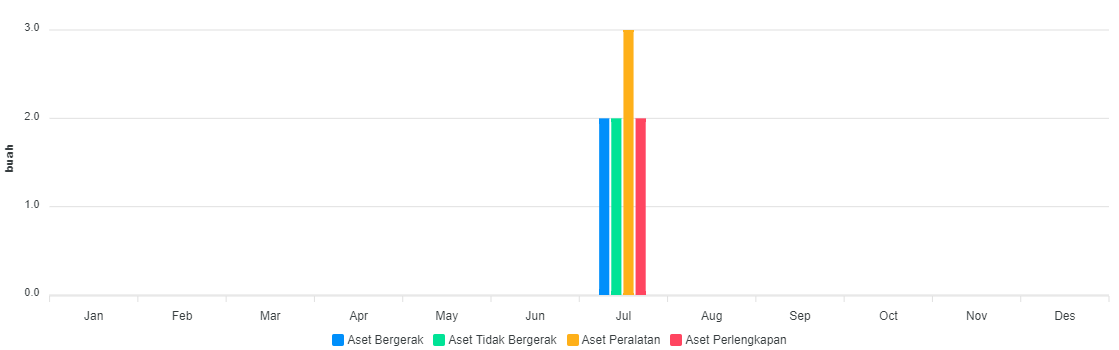 3.0
2.0
buah
1.0
0.0
Jan Feb Mar Apr May Jun Jul Aug Sep Oct Nov Des
Aset Bergerak Aset Tidak Bergerak Aset Peralatan Aset Perlengkapan